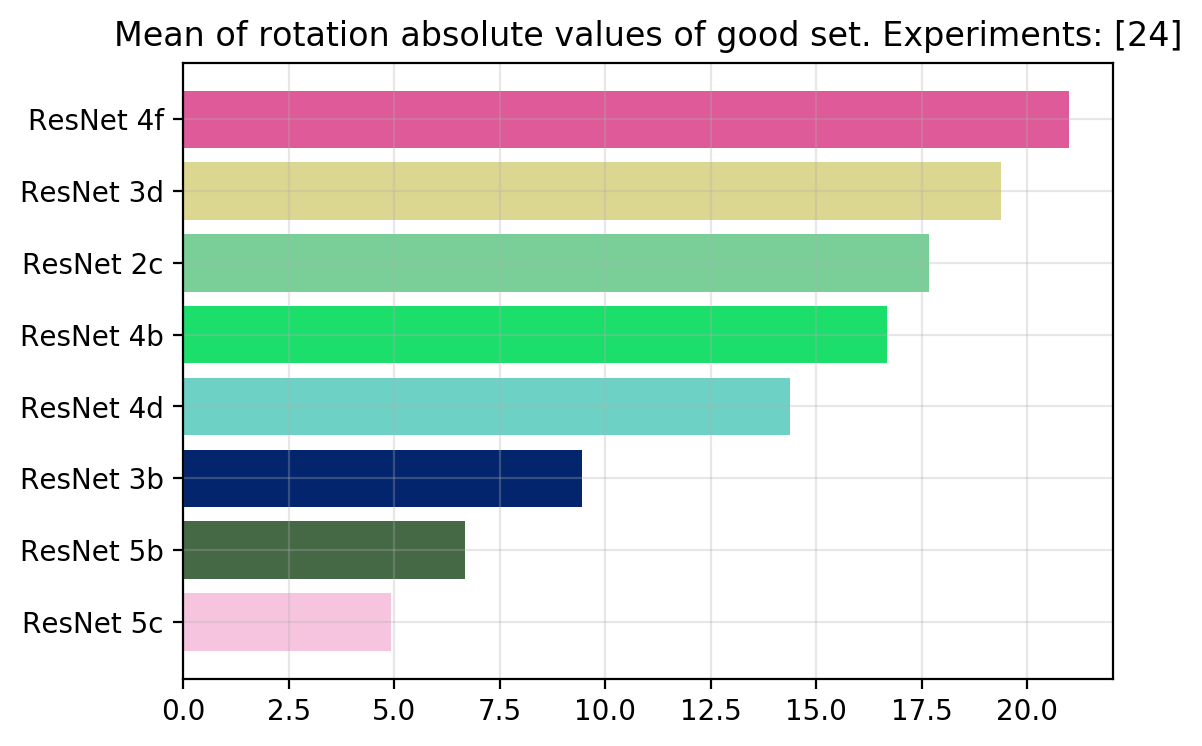 Mean of rotation absolute values of good set. Experiments: [24]
ResNet 4f
ResNet 3d
ResNet 2c
ResNet 4b
ResNet 4d
ResNet 3b
ResNet 5b
ResNet 5c
0.0 2.5 5.0 7.5 10.0 12.5 15.0 17.5 20.0